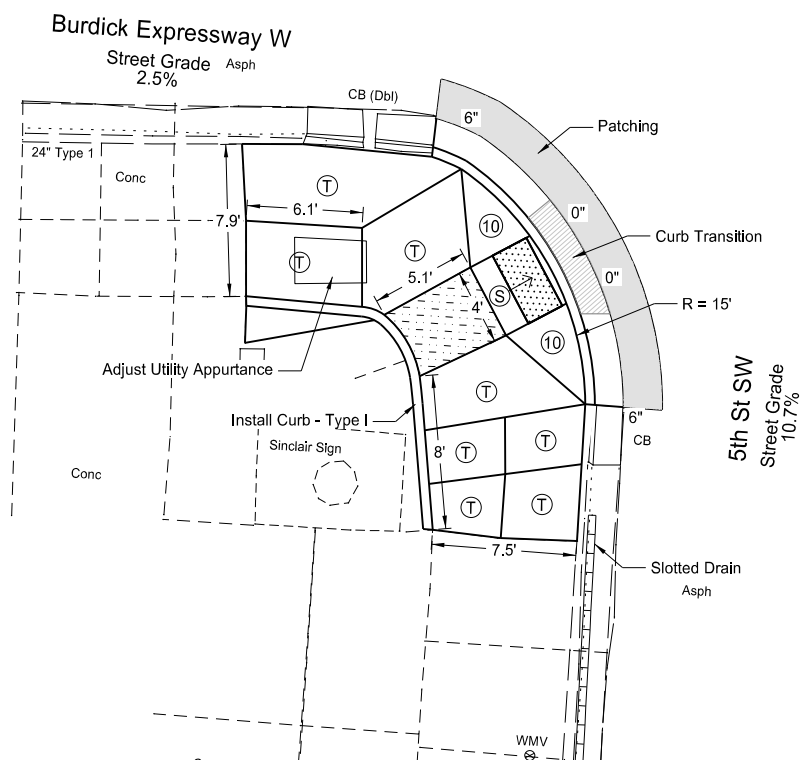 Burdick Expressway W
Street Grade Asph
2.5%
CB (Dbl)
6"
Patching
24" Type 1
Conc
T
6.1'
7.9'
10
0"
Curb Transition
T
T
5.1'
0"
S
4'
R = 15'
10
Adjust Utility Appurtance
T
Install Curb - Type I
6"
CB
5th St SW
Street Grade
10.7%
Sinclair Sign
8'
T
T
Conc
T
T
7.5'
Slotted Drain
Asph
WMV